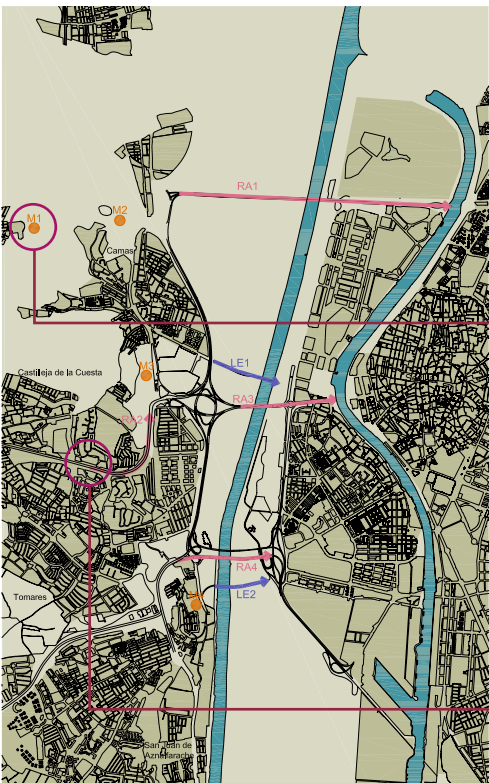 RA1
M1
M2
Camas
LE1
M3
Castilleja de la Cuesta
RA3
RA2
RA4
LE2
Tomares
San Juan de
Aznalfarache